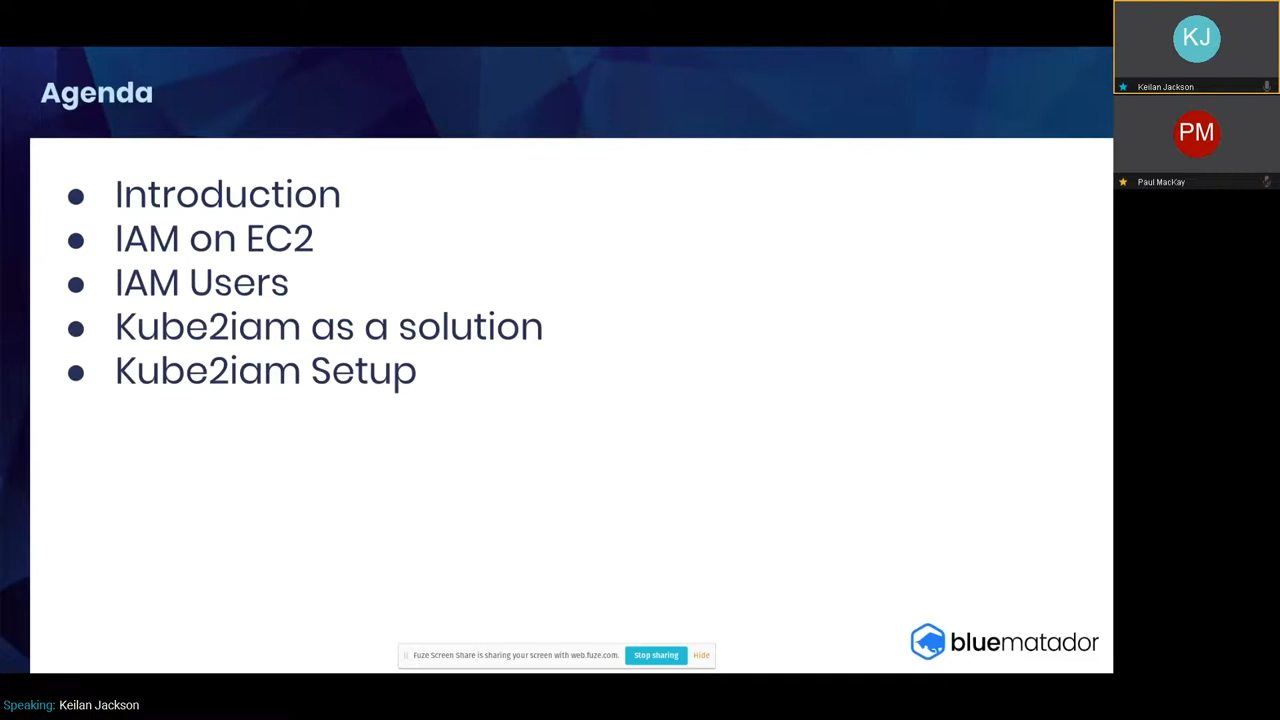 Agenda
● Introduction
● IAM on EC2
● IAM Users
● Kube2iam as a solution
● Kube2iam Setup
bluematador
Fuze Screen Share is sharing your screen with web.fuze.com. Stop sharing Hide
KJ
Keilan Jackson
PM
Paul MacKay
Speaking: Keilan Jackson